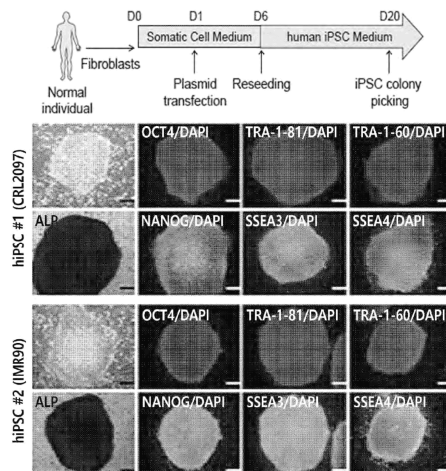 D0 D1 D6 D20
Somatic Cell Medium human iPSC Medium
Fibroblasts
Normal individual
Plasmid transfection
Reseeding
iPSC colony picking
hiPSC #1 (CRL2097)
OCT4/DAPI TRA-1-81/DAPI TRA-1-60/DAPI
ALP NANOG/DAPI SSEA3/DAPI SSEA4/DAPI
hiPSC #2 (IMR90)
OCT4/DAPI TRA-1-81/DAPI TRA-1-60/DAPI
ALP NANOG/DAPI SSEA3/DAPI SSEA4/DAPI